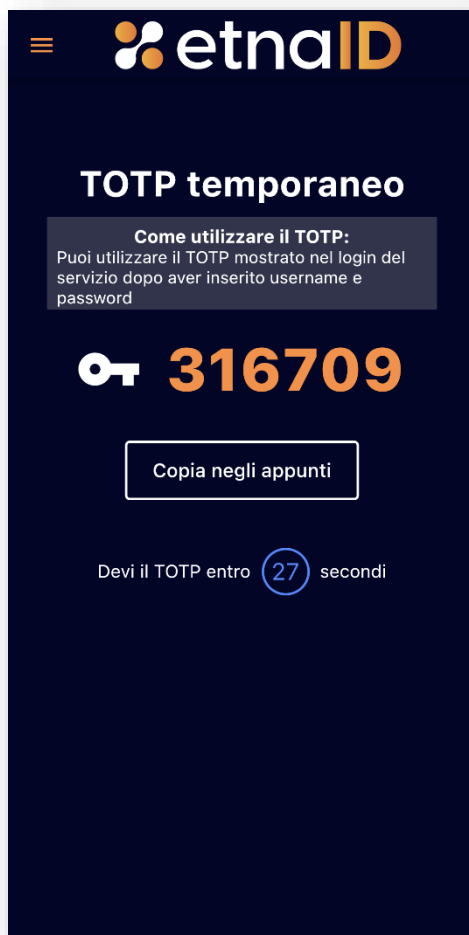 etnaID
TOTP temporaneo
Come utilizzare il TOTP:
Puoi utilizzare il TOTP mostrato nel login del
servizio dopo aver inserito username e
password
316709
Copia negli appunti
Devi il TOTP entro 27 secondi